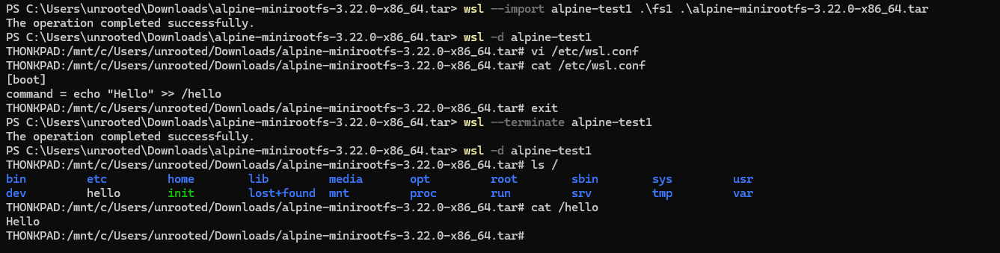 PS C:\Users\unrooted\Downloads\alpine-minirootfs-3.22.0-x86_64.tar> wsl --import alpine-test1 .\fs1 .\alpine-minirootfs-3.22.0-x86_64.tar
The operation completed successfully.
PS C:\Users\unrooted\Downloads\alpine-minirootfs-3.22.0-x86_64.tar> wsl -d alpine-test1
THONKPAD:/mnt/c/Users/unrooted/Downloads/alpine-minirootfs-3.22.0-x86_64.tar# vi /etc/wsl.conf
THONKPAD:/mnt/c/Users/unrooted/Downloads/alpine-minirootfs-3.22.0-x86_64.tar# cat /etc/wsl.conf
[boot]
command = echo "Hello" >> /hello
THONKPAD:/mnt/c/Users/unrooted/Downloads/alpine-minirootfs-3.22.0-x86_64.tar# exit
PS C:\Users\unrooted\Downloads\alpine-minirootfs-3.22.0-x86_64.tar> wsl --terminate alpine-test1
The operation completed successfully.
PS C:\Users\unrooted\Downloads\alpine-minirootfs-3.22.0-x86_64.tar> wsl -d alpine-test1
THONKPAD:/mnt/c/Users/unrooted/Downloads/alpine-minirootfs-3.22.0-x86_64.tar# ls /
bin etc home lib media opt root sbin sys usr
dev hello init lost+found mnt proc run srv tmp var
THONKPAD:/mnt/c/Users/unrooted/Downloads/alpine-minirootfs-3.22.0-x86_64.tar# cat /hello
Hello
THONKPAD:/mnt/c/Users/unrooted/Downloads/alpine-minirootfs-3.22.0-x86_64.tar#